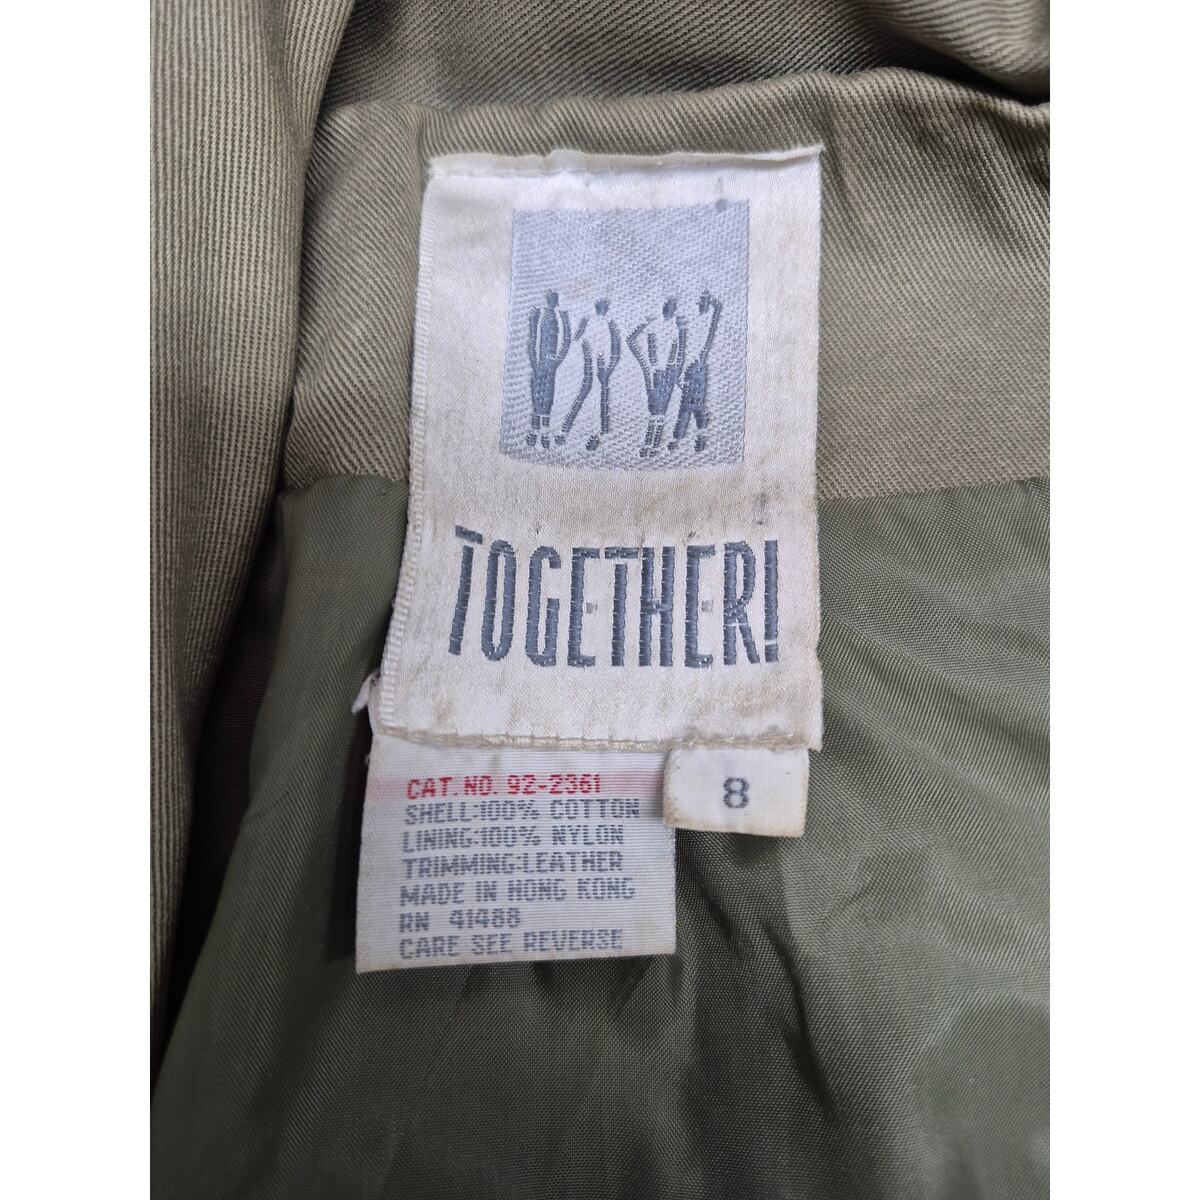 TOGETHER!
CAT. NO. 92-2361
SHELL:100% COTTON
LINING:100% NYLON
TRIMMING:LEATHER
MADE IN HONG KONG
RN 41488
CARE SEE REVERSE
8